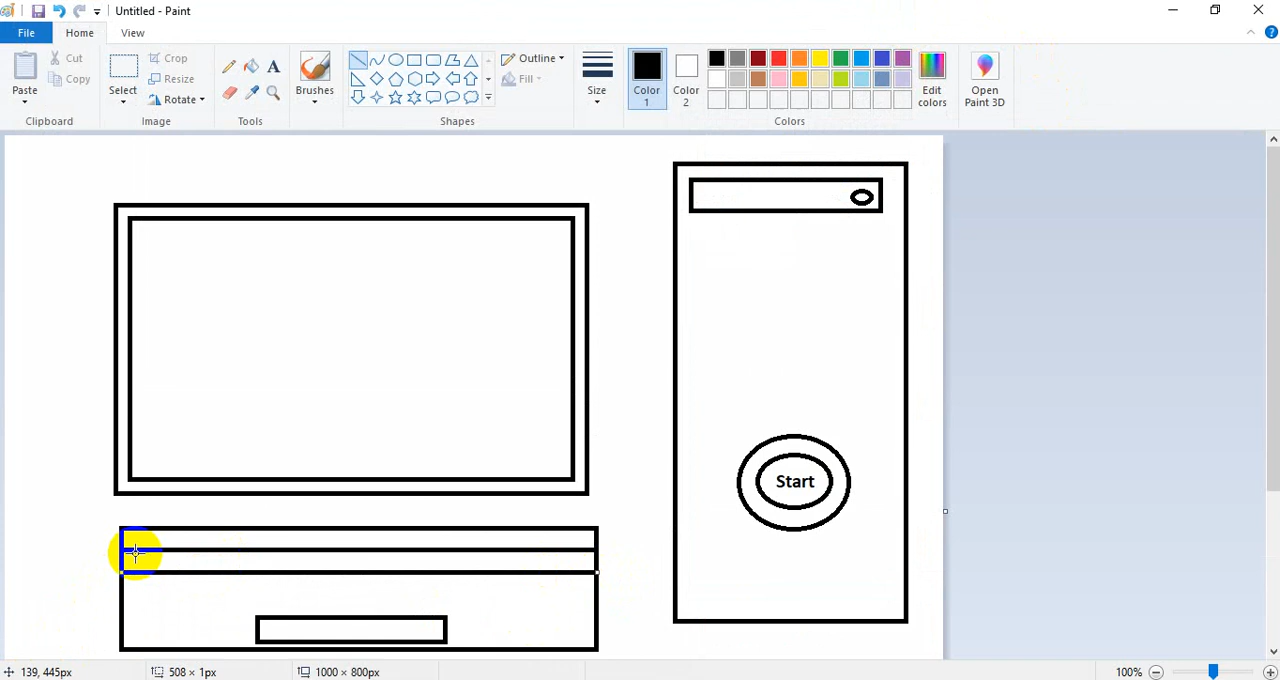 Untitled - Paint
File
Home
View
Paste
Cut
Copy
Clipboard
Select
Crop
Resize
Rotate
Image
A
Tools
Brushes
Outline
Fill
Shapes
Size
Color 1
Color 2
Edit colors
Colors
Open Paint 3D
Start
139, 445px
508 × 1px
1000 × 800px
100%